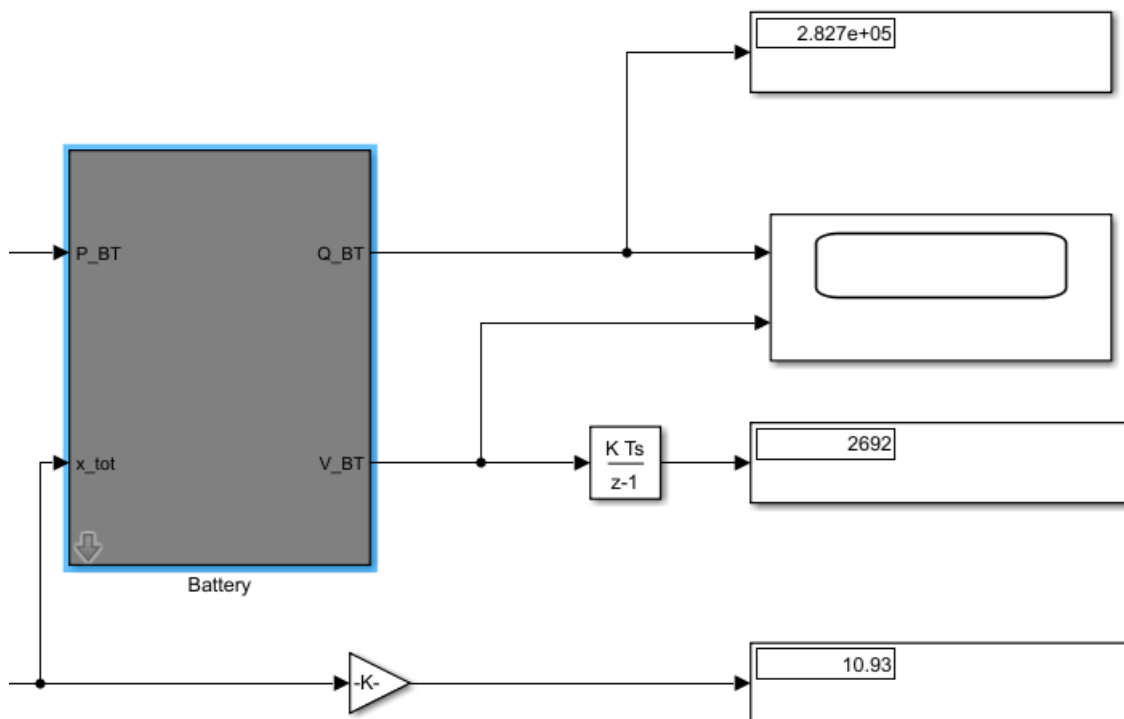 2.827e+05
P_BT
Q_BT
x_tot
V_BT
K Ts
z-1
2692
Battery
-K-
10.93